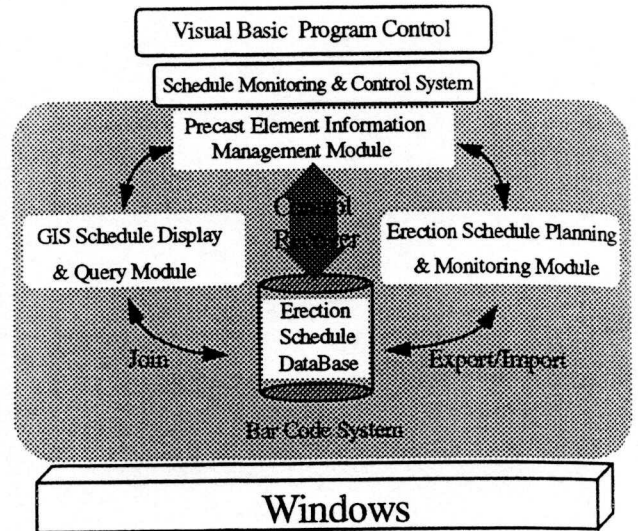 Visual Basic Program Control
Schedule Monitoring & Control System
Precast Element Information
Management Module
Control
GIS Schedule Display
& Query Module
Erection Schedule Planning
& Monitoring Module
Erection
Schedule
DataBase
Join
Export/Import
Bar Code System
Windows